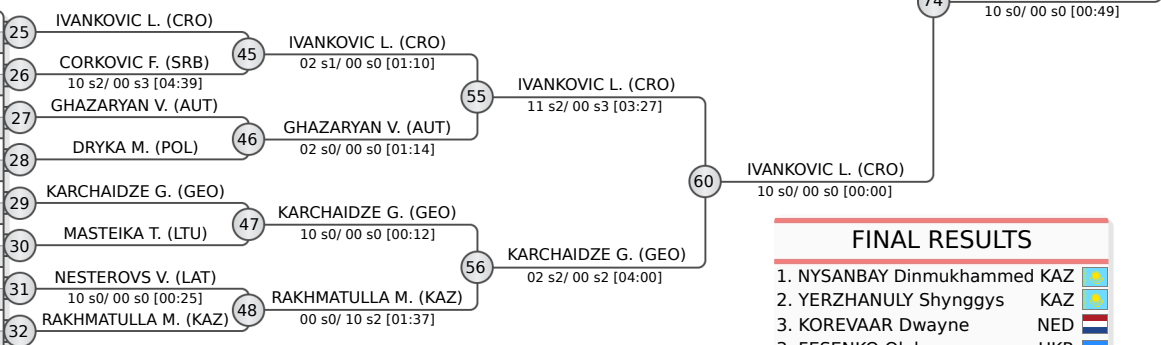 74
10 s0/ 00 s0 [00:49]
25
IVANKOVIC L. (CRO)
45
IVANKOVIC L. (CRO)
02 s1/ 00 s0 [01:10]
26
CORKOVIC F. (SRB)
10 s2/ 00 s3 [04:39]
55
IVANKOVIC L. (CRO)
11 s2/ 00 s3 [03:27]
27
GHAZARYAN V. (AUT)
46
GHAZARYAN V. (AUT)
02 s0/ 00 s0 [01:14]
28
DRYKA M. (POL)
60
IVANKOVIC L. (CRO)
10 s0/ 00 s0 [00:00]
29
KARCHAIDZE G. (GEO)
47
KARCHAIDZE G. (GEO)
10 s0/ 00 s0 [00:12]
30
MASTEIKA T. (LTU)
56
KARCHAIDZE G. (GEO)
02 s2/ 00 s2 [04:00]
31
NESTEROVS V. (LAT)
10 s0/ 00 s0 [00:25]
48
RAKHMATULLA M. (KAZ)
00 s0/ 10 s2 [01:37]
32
RAKHMATULLA M. (KAZ)
FINAL RESULTS
1. NYSANBAY Dinmukhammed KAZ
2. YERZHANULY Shynggys KAZ
3. KOREVAAR Dwayne NED